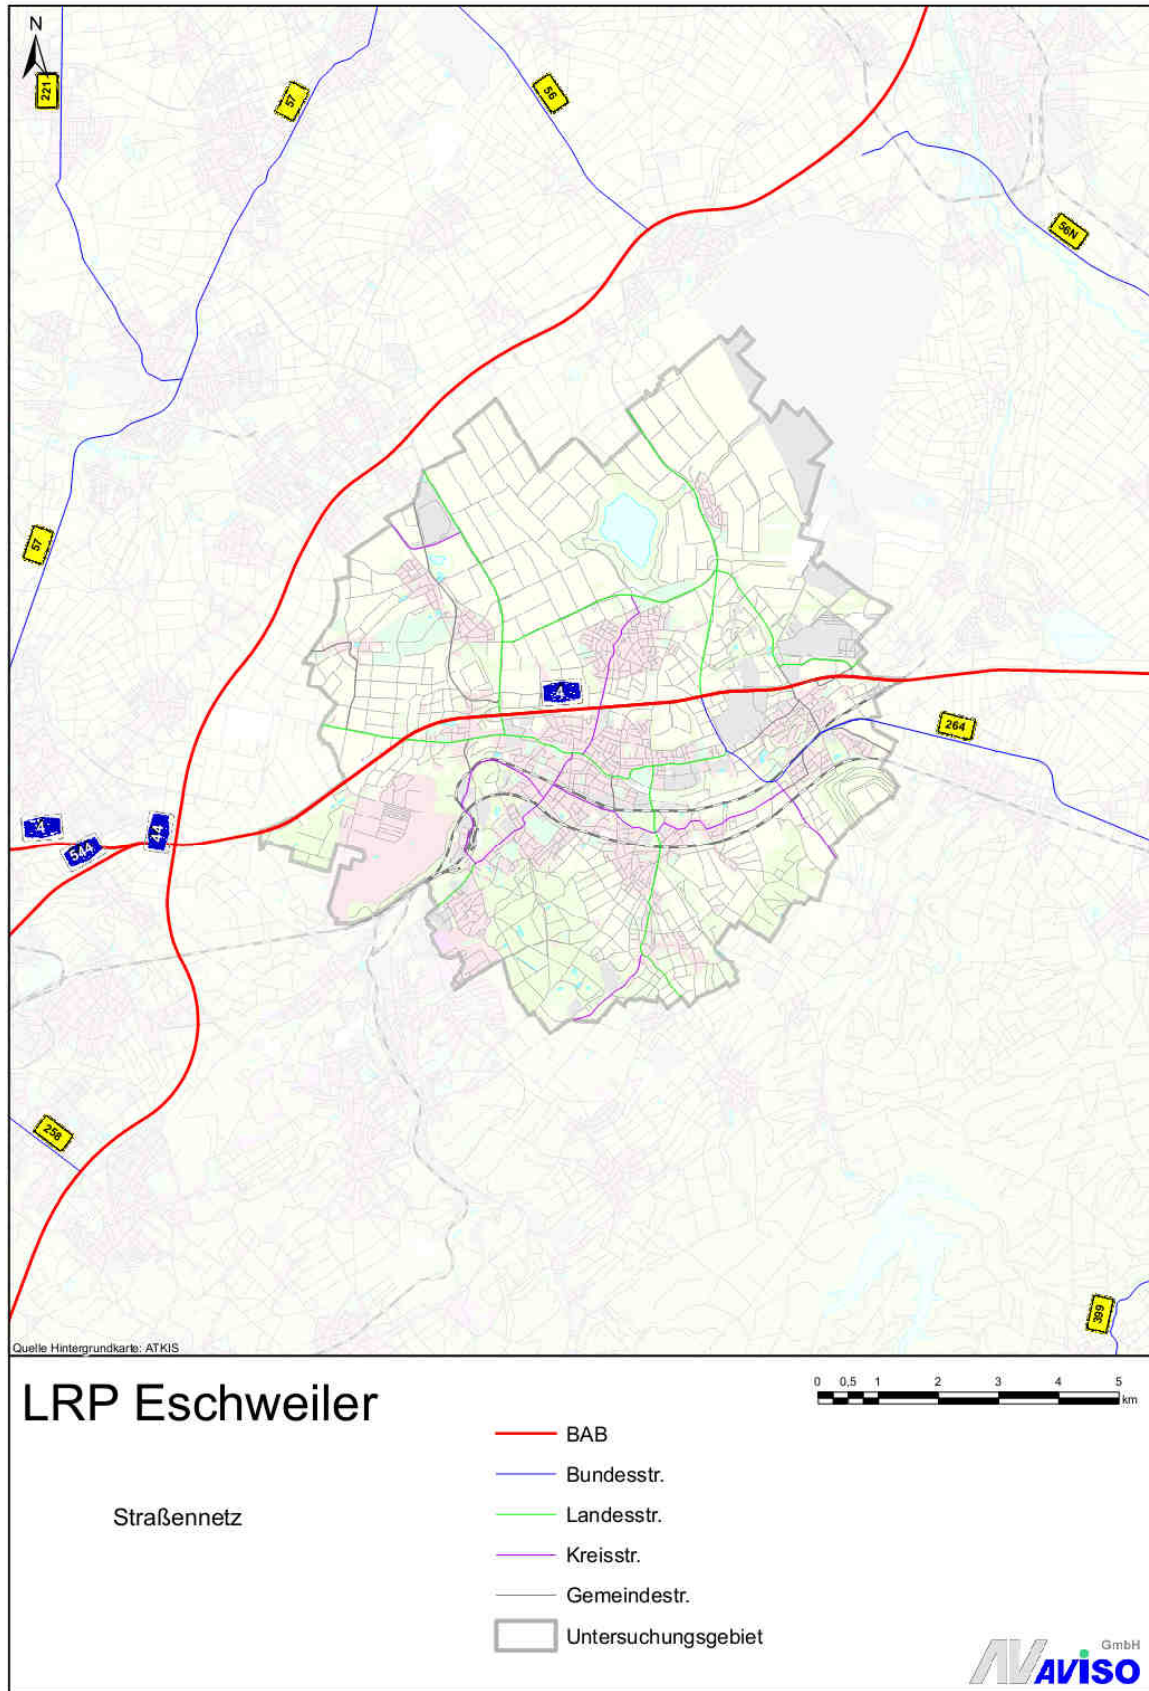 N
221
57
56
56N
57
4
264
4
544
44
258
399
Quelle Hintergrundkarte: ATKIS
LRP Eschweiler
0 0,5 1 2 3 4 5
km
BAB
Bundesstr.
Straßennetz
Landesstr.
Kreisstr.
Gemeindestr.
Untersuchungsgebiet
GmbH
AVISO